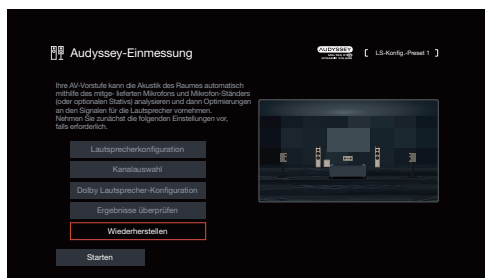 Audyssey-Einmessung
AUDYSSEY
[ LS-Konfig.-Preset 1 ]
Ihre AV-Vorstufe kann die Akustik des Raumes automatisch
mithilfe des mitge- lieferten Mikrofons und Mikrofon-Ständers
(oder optionalen Stativs) analysieren und dann Optimierungen
an den Signalen für die Lautsprecher vornehmen.
Nehmen Sie zunächst die folgenden Einstellungen vor,
falls erforderlich.
Lautsprecherkonfiguration
Kanalauswahl
Dolby Lautsprecher-Konfiguration
Ergebnisse überprüfen
Wiederherstellen
Starten